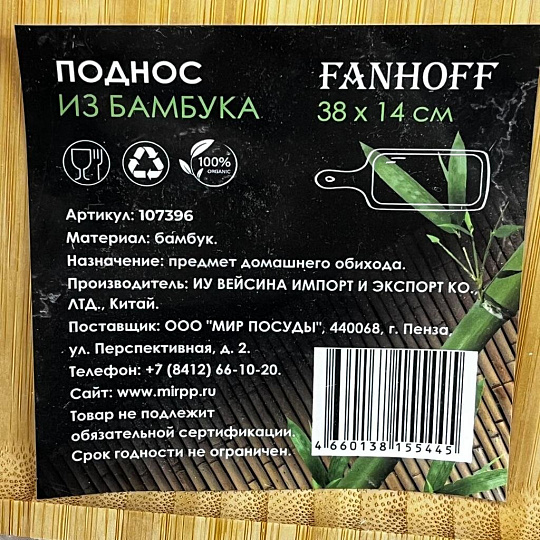 ПОДНОС
ИЗ БАМБУКА
FANHOFF
38 x 14 см
100%
ORGANIC
Артикул: 107396
Материал: бамбук.
Назначение: предмет домашнего обихода.
Производитель: ИУ ВЕЙСИНА ИМПОРТ И ЭКСПОРТ КО.,
ЛТД., Китай.
Поставщик: ООО "МИР ПОСУДЫ", 440068, г. Пенза,
ул. Перспективная, д. 2.
Телефон: +7 (8412) 66-10-20.
Сайт: www.mirpp.ru
Товар не подлежит
обязательной сертификации.
Срок годности не ограничен.
4 660138 155445